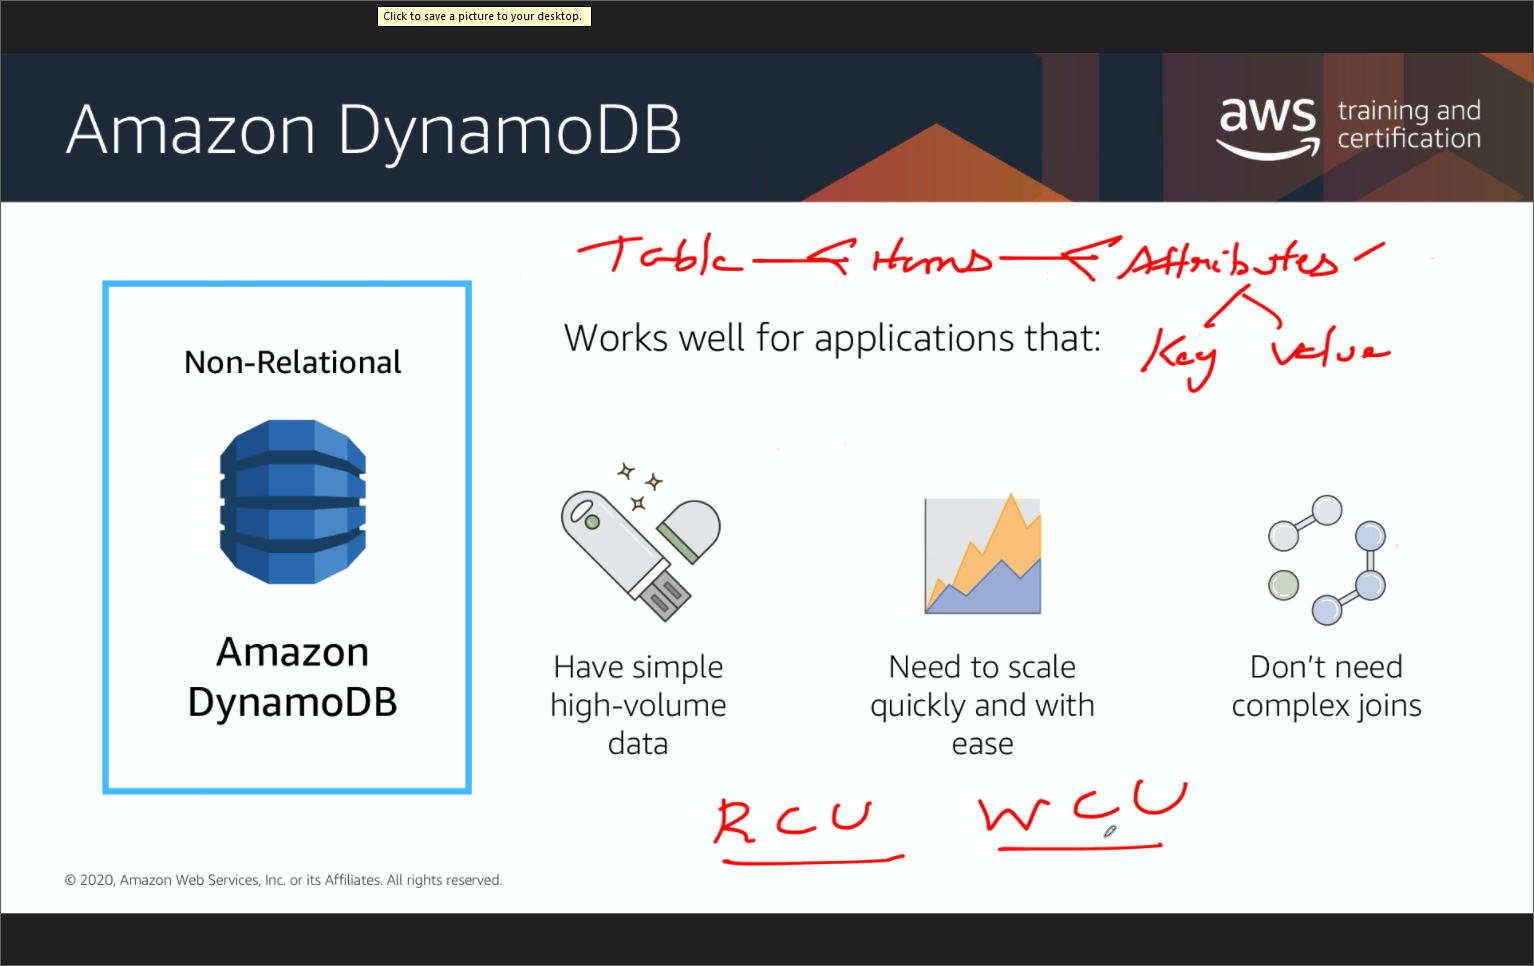 Click to save a picture to your desktop.
Amazon DynamoDB
aws training and certification
Table Items Attributes
Key Value
Works well for applications that:
Non-Relational
Amazon
DynamoDB
Have simple
high-volume
data
Need to scale
quickly and with
ease
Don't need
complex joins
RCU WCU
© 2020, Amazon Web Services, Inc. or its Affiliates. All rights reserved.